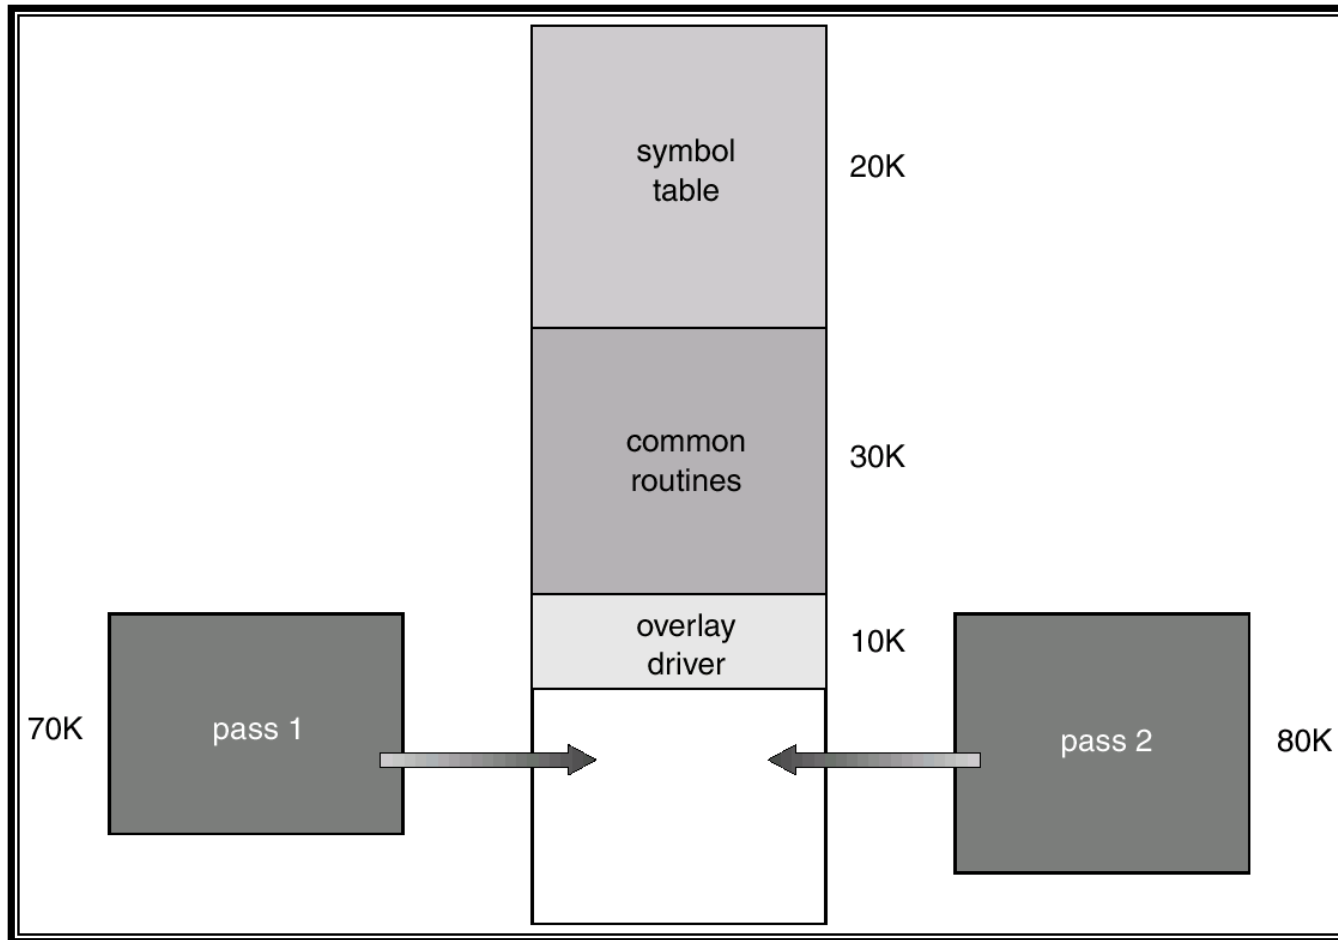 symbol
table
20K
common
routines
30K
overlay
driver
10K
70K
pass 1
pass 2
80K